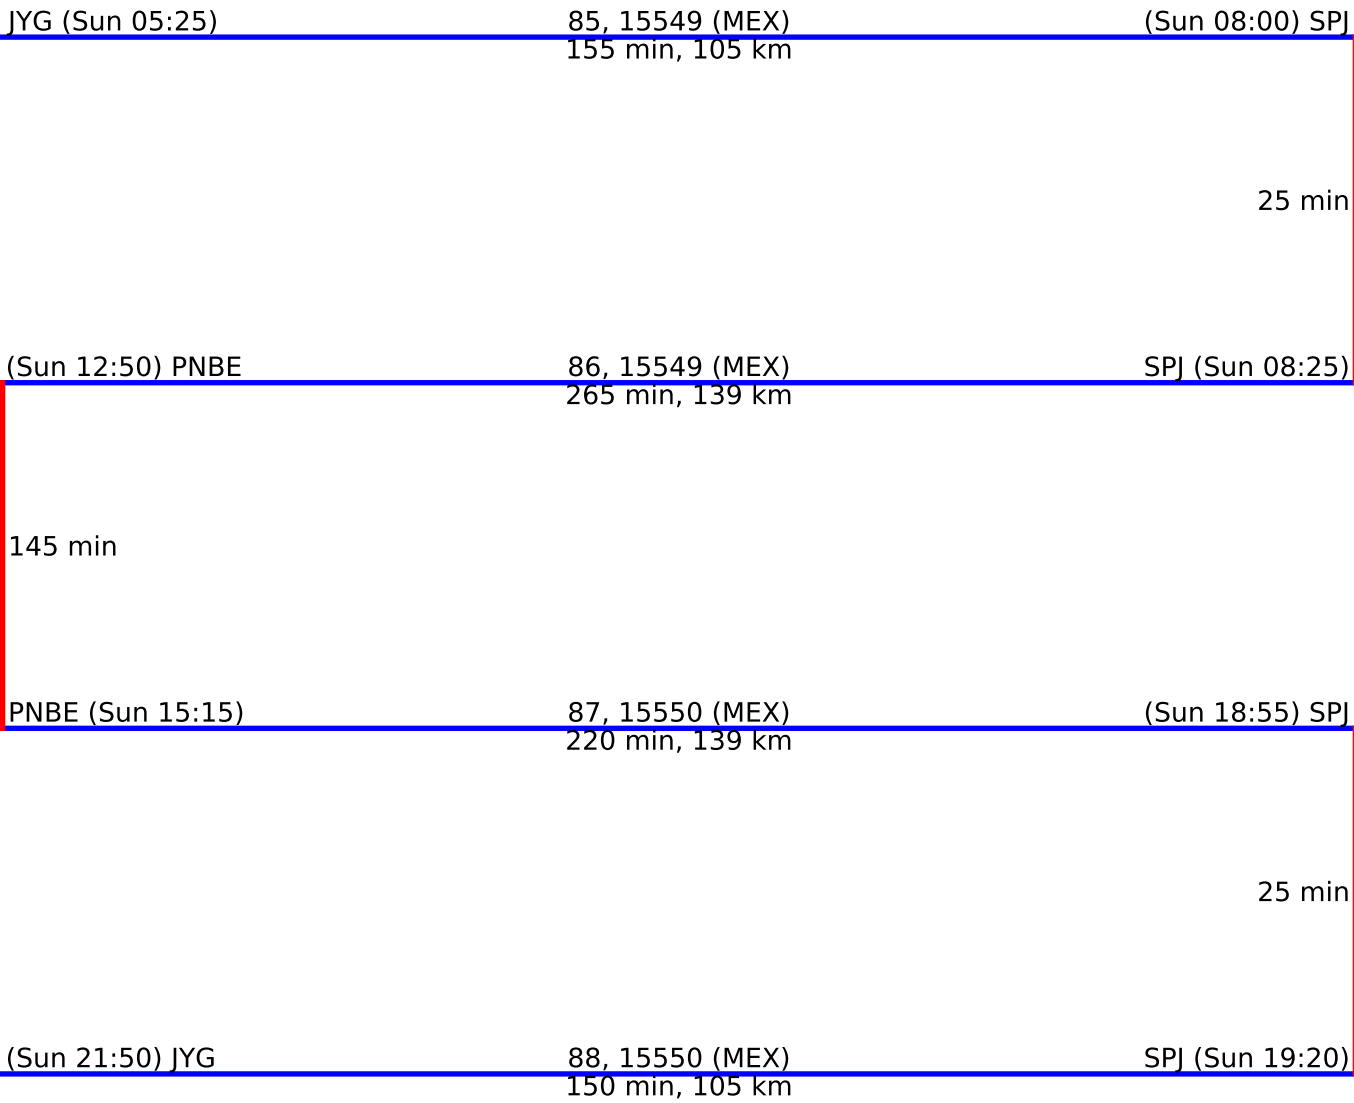 JYG (Sun 05:25) 85, 15549 (MEX) (Sun 08:00) SPJ
155 min, 105 km
25 min
(Sun 12:50) PNBE 86, 15549 (MEX) SPJ (Sun 08:25)
265 min, 139 km
145 min
PNBE (Sun 15:15) 87, 15550 (MEX) (Sun 18:55) SPJ
220 min, 139 km
25 min
(Sun 21:50) JYG 88, 15550 (MEX) SPJ (Sun 19:20)
150 min, 105 km